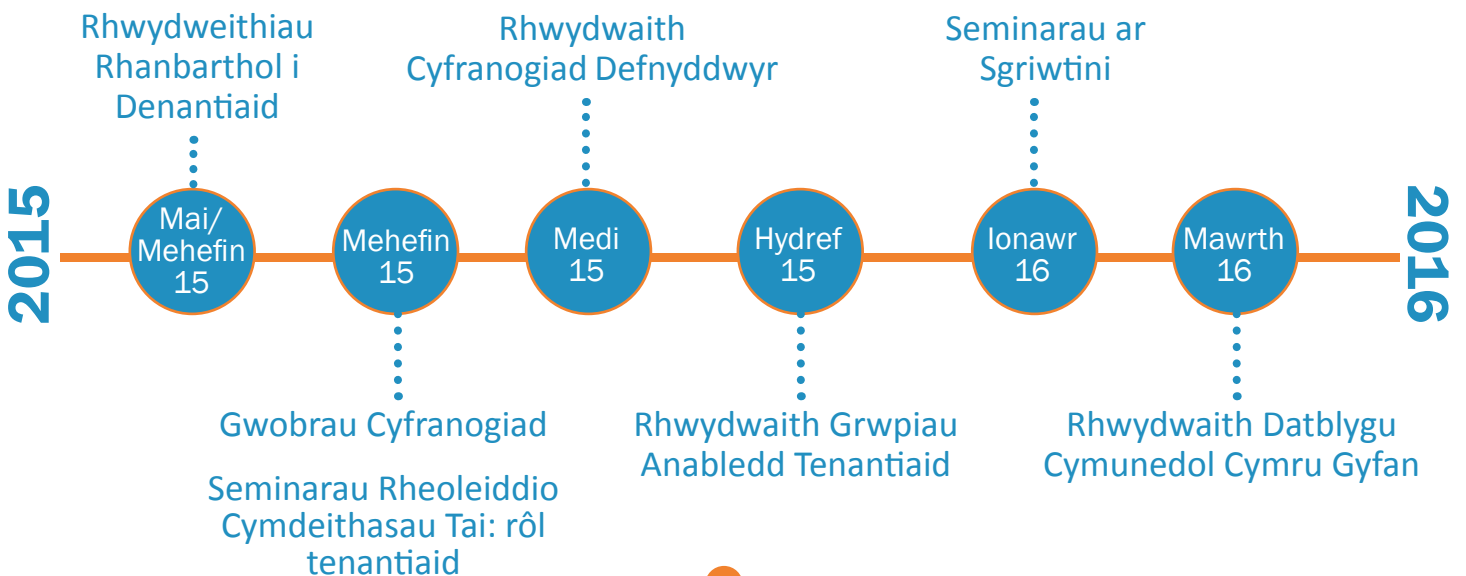 Rhwydweithiau
Rhanbarthol i
Denantiaid
Rhwydwaith
Cyfranogiad Defnyddwyr
Seminarau ar
Sgriwtini
2015
Mai/
Mehefin
15
Mehefin
15
Medi
15
Hydref
15
Ionawr
16
Mawrth
16
2016
Gwobrau Cyfranogiad
Seminarau Rheoleiddio
Cymdeithasau Tai: rôl
tenantiaid
Rhwydwaith Grwpiau
Anabledd Tenantiaid
Rhwydwaith Datblygu
Cymunedol Cymru Gyfan